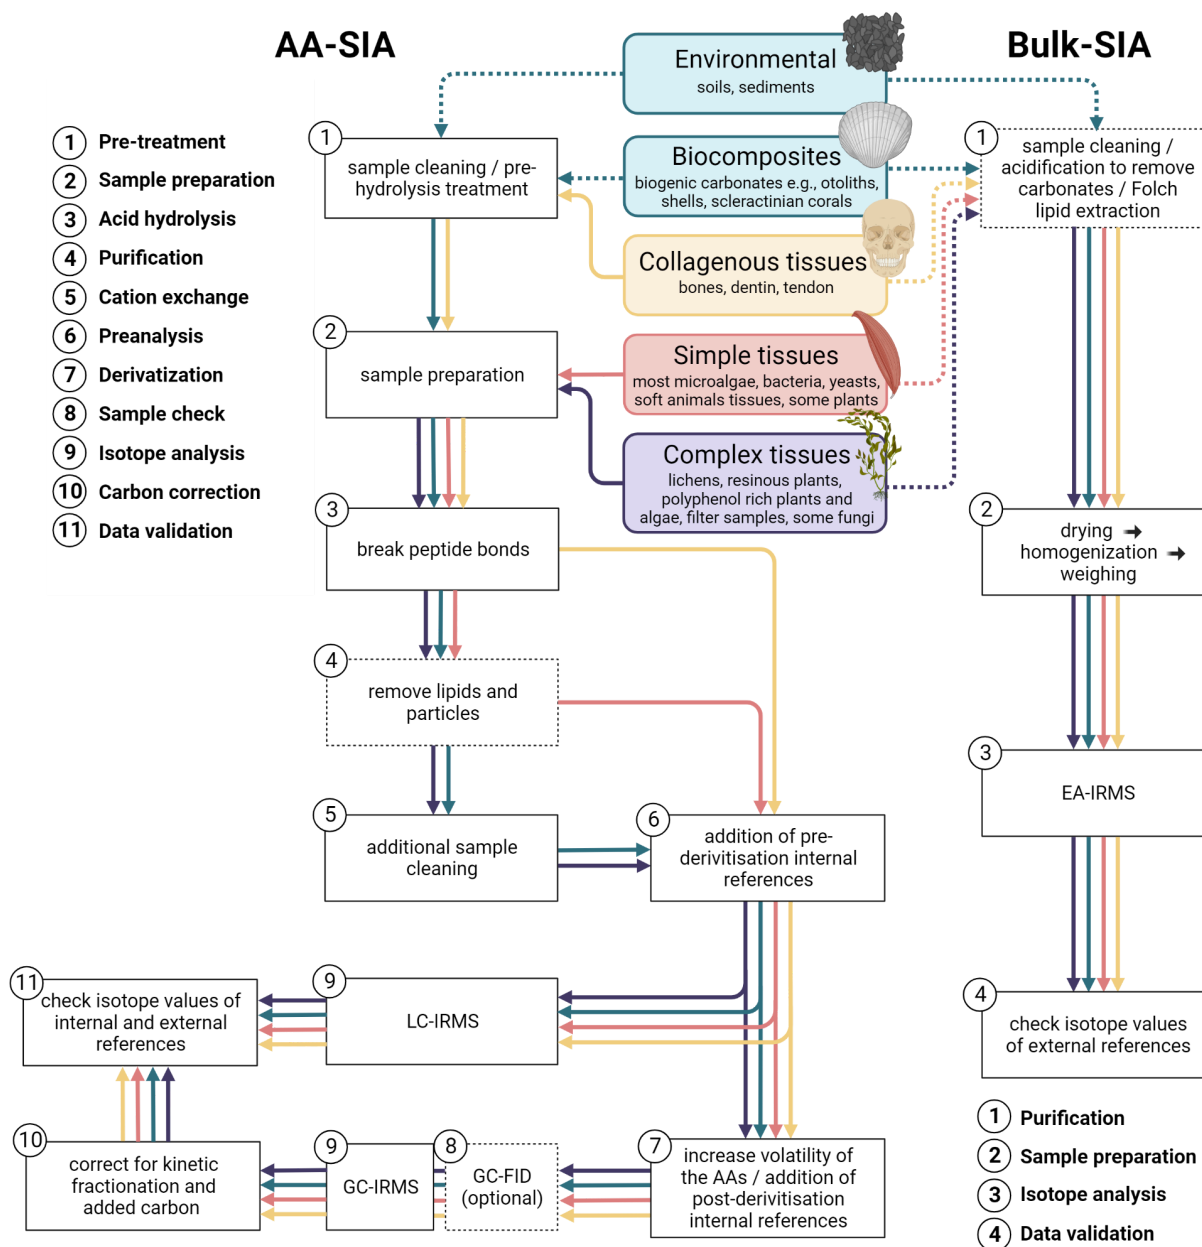 AA-SIA
Bulk-SIA
Environmental
soils, sediments
Biocomposites
biogenic carbonates e.g., otoliths,
shells, scleractinian corals
Collagenous tissues
bones, dentin, tendon
Simple tissues
most microalgae, bacteria, yeasts,
soft animals tissues, some plants
Complex tissues
lichens, resinous plants,
polyphenol rich plants and
algae, filter samples, some fungi
1 Pre-treatment
2 Sample preparation
3 Acid hydrolysis
4 Purification
5 Cation exchange
6 Preanalysis
7 Derivatization
8 Sample check
9 Isotope analysis
10 Carbon correction
11 Data validation
1
sample cleaning / pre-
hydrolysis treatment
2
sample preparation
3
break peptide bonds
4
remove lipids and
particles
5
additional sample
cleaning
6
addition of pre-
derivitisation internal
references
7
increase volatility of
the AAs / addition of
post-derivitisation
internal references
8
GC-FID
(optional)
9
GC-IRMS
9
LC-IRMS
10
correct for kinetic
fractionation and
added carbon
11
check isotope values of
internal and external
references
1
sample cleaning /
acidification to remove
carbonates / Folch
lipid extraction
2
drying
homogenization
weighing
3
EA-IRMS
4
check isotope values
of external references
1 Purification
2 Sample preparation
3 Isotope analysis
4 Data validation